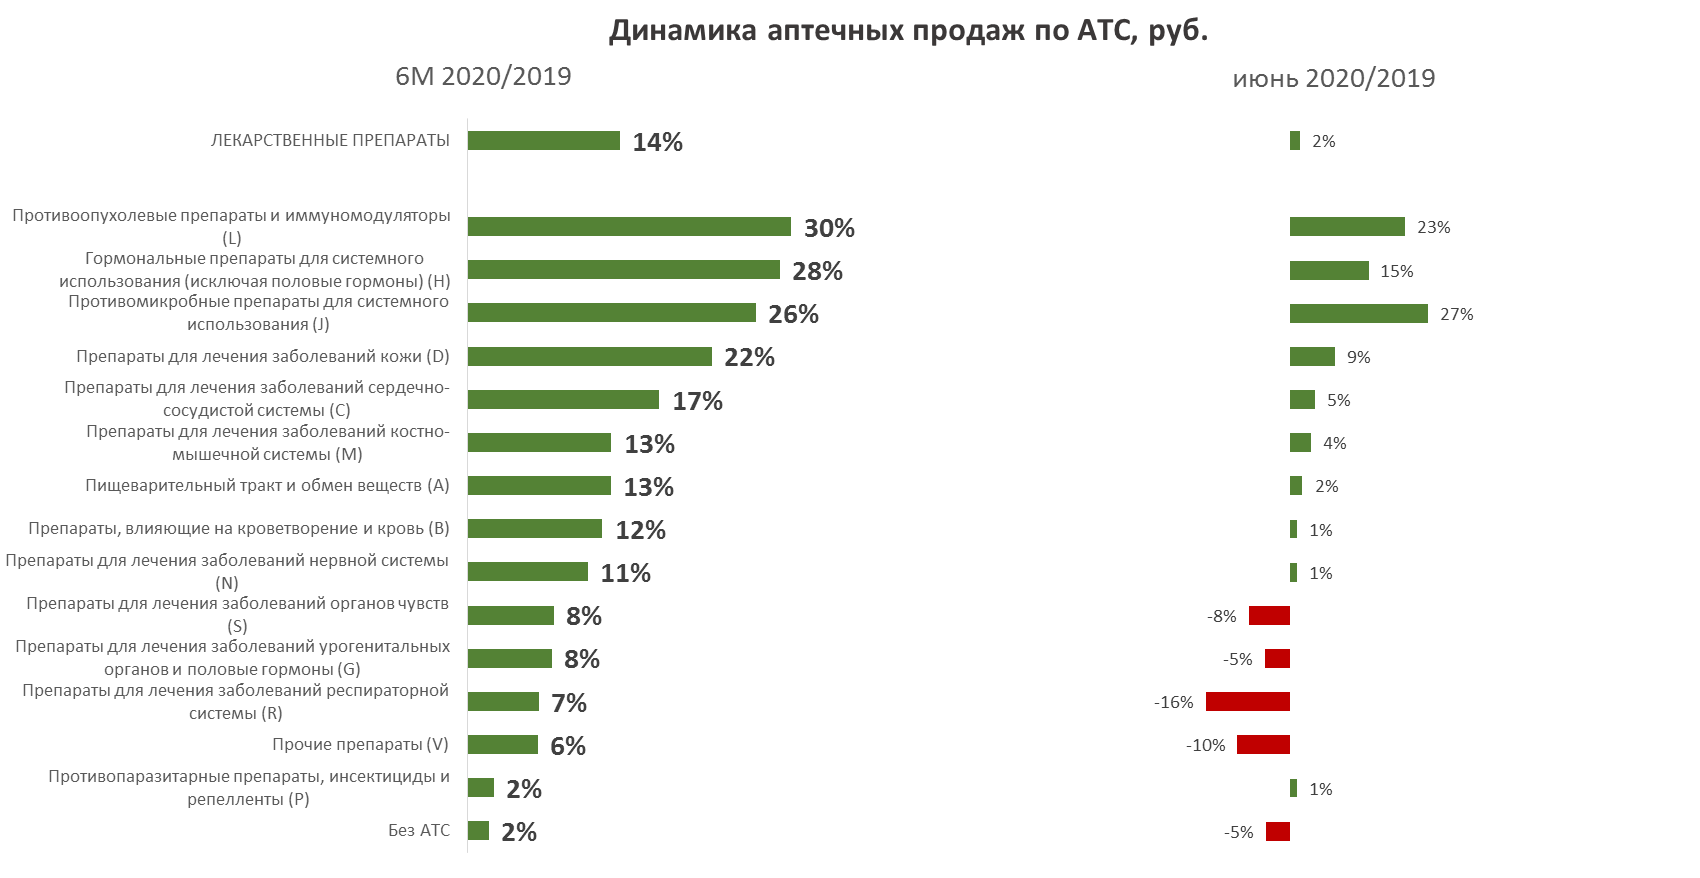 Динамика аптечных продаж по АТС, руб.
6М 2020/2019
июнь 2020/2019
ЛЕКАРСТВЕННЫЕ ПРЕПАРАТЫ
14%
2%
Противоопухолевые препараты и иммуномодуляторы
(L)
30%
23%
Гормональные препараты для системного
использования (исключая половые гормоны) (H)
28%
15%
Противомикробные препараты для системного
использования (J)
26%
27%
Препараты для лечения заболеваний кожи (D)
22%
9%
Препараты для лечения заболеваний сердечно-
сосудистой системы (C)
17%
5%
Препараты для лечения заболеваний костно-
мышечной системы (M)
13%
4%
Пищеварительный тракт и обмен веществ (A)
13%
2%
Препараты, влияющие на кроветворение и кровь (B)
12%
1%
Препараты для лечения заболеваний нервной системы
(N)
11%
1%
Препараты для лечения заболеваний органов чувств
(S)
8%
-8%
Препараты для лечения заболеваний урогенитальных
органов и половые гормоны (G)
8%
-5%
Препараты для лечения заболеваний респираторной
системы (R)
7%
-16%
Прочие препараты (V)
6%
-10%
Противопаразитарные препараты, инсектициды и
репелленты (P)
2%
1%
Без АТС
2%
-5%